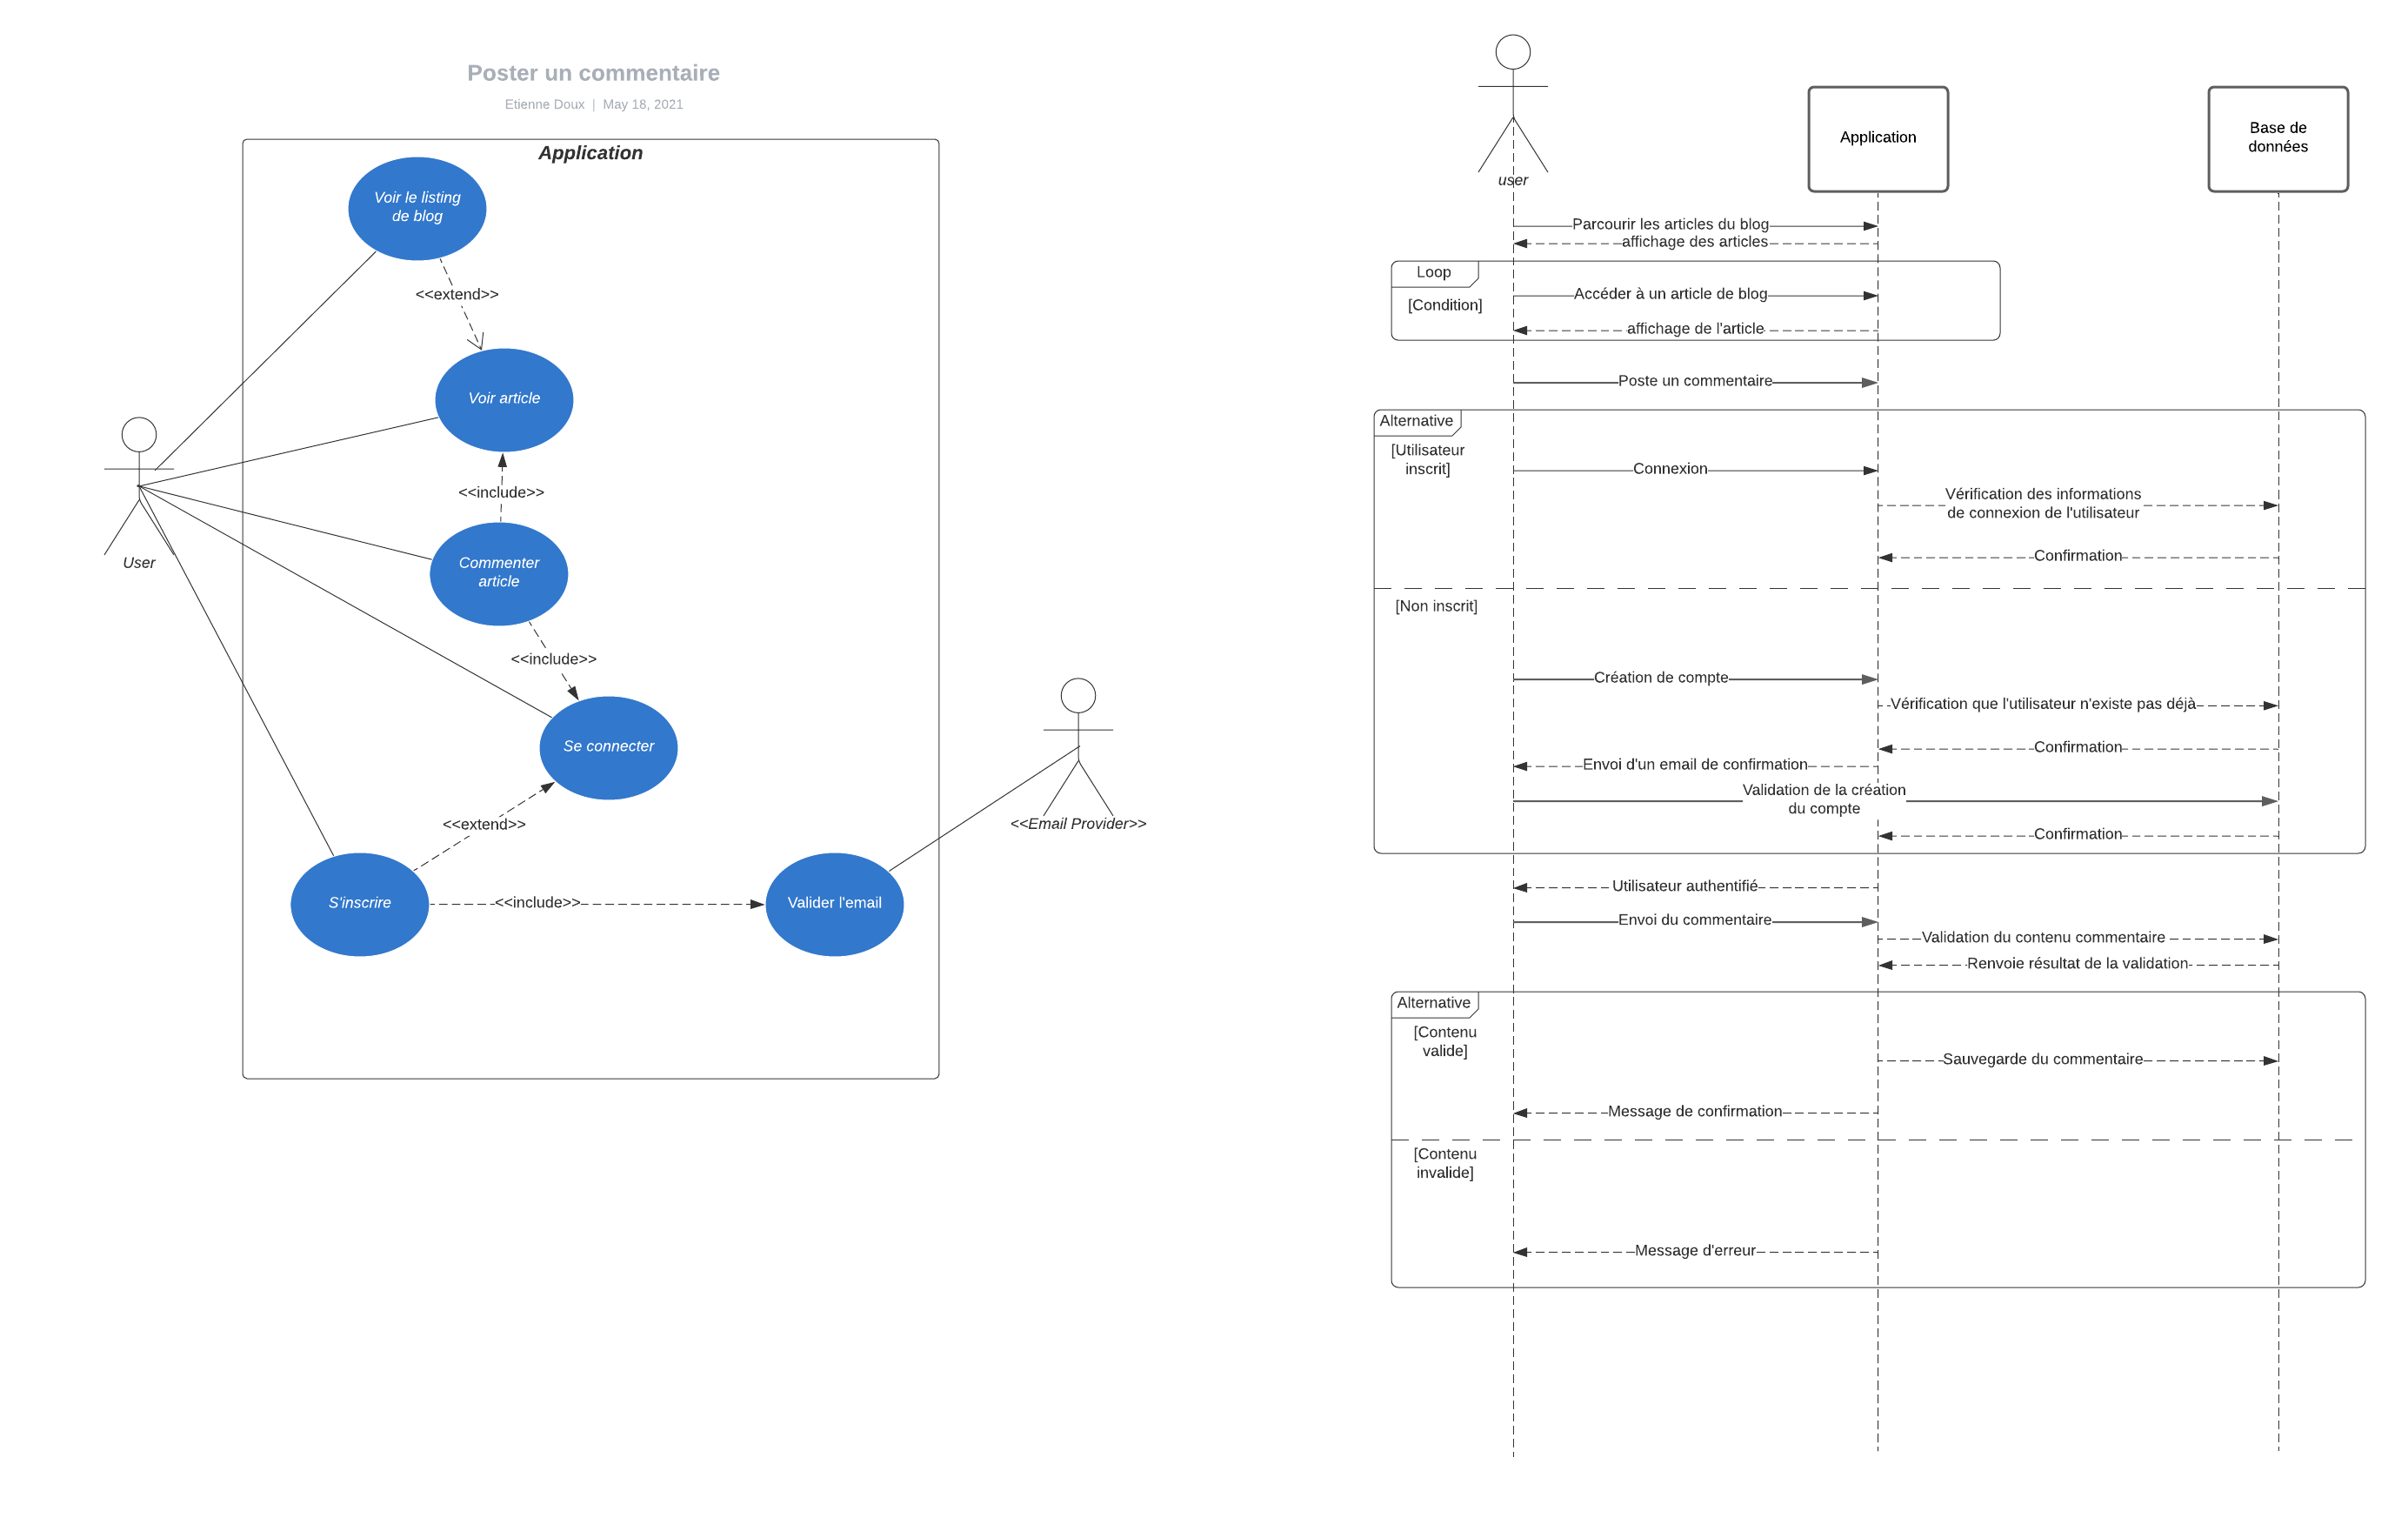 Poster un commentaire
Etienne Doux | May 18, 2021
Application
Voir le listing
de blog
<<extend>>
Voir article
<<include>>
Commenter
article
User
<<include>>
Se connecter
<<extend>>
<<Email Provider>>
S'inscrire
<<include>>
Valider l'email
user
Application
Base de
données
Parcourir les articles du blog
affichage des articles
Loop
[Condition]
Accéder à un article de blog
affichage de l'article
Poste un commentaire
Alternative
[Utilisateur
inscrit]
Connexion
Vérification des informations
de connexion de l'utilisateur
Confirmation
[Non inscrit]
Création de compte
Vérification que l'utilisateur n'existe pas déjà
Confirmation
Envoi d'un email de confirmation
Validation de la création
du compte
Confirmation
Utilisateur authentifié
Envoi du commentaire
Validation du contenu commentaire
Renvoie résultat de la validation
Alternative
[Contenu
valide]
Sauvegarde du commentaire
Message de confirmation
[Contenu
invalide]
Message d'erreur